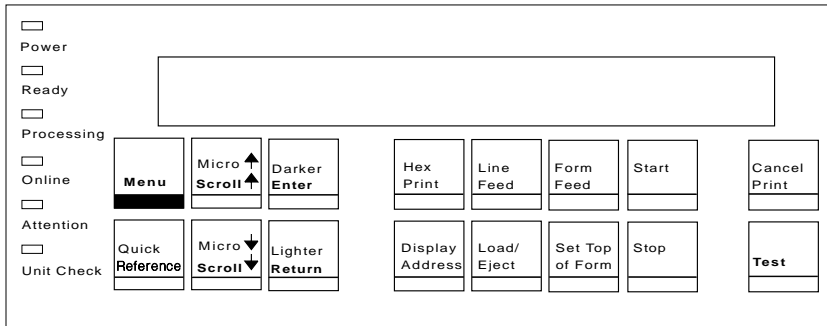 Power
Ready
Processing
Online
Attention
Unit Check
Menu
Micro
Scroll
Darker
Enter
Hex
Print
Line
Feed
Form
Feed
Start
Cancel
Print
Quick
Reference
Micro
Scroll
Lighter
Return
Display
Address
Load/
Eject
Set Top
of Form
Stop
Test